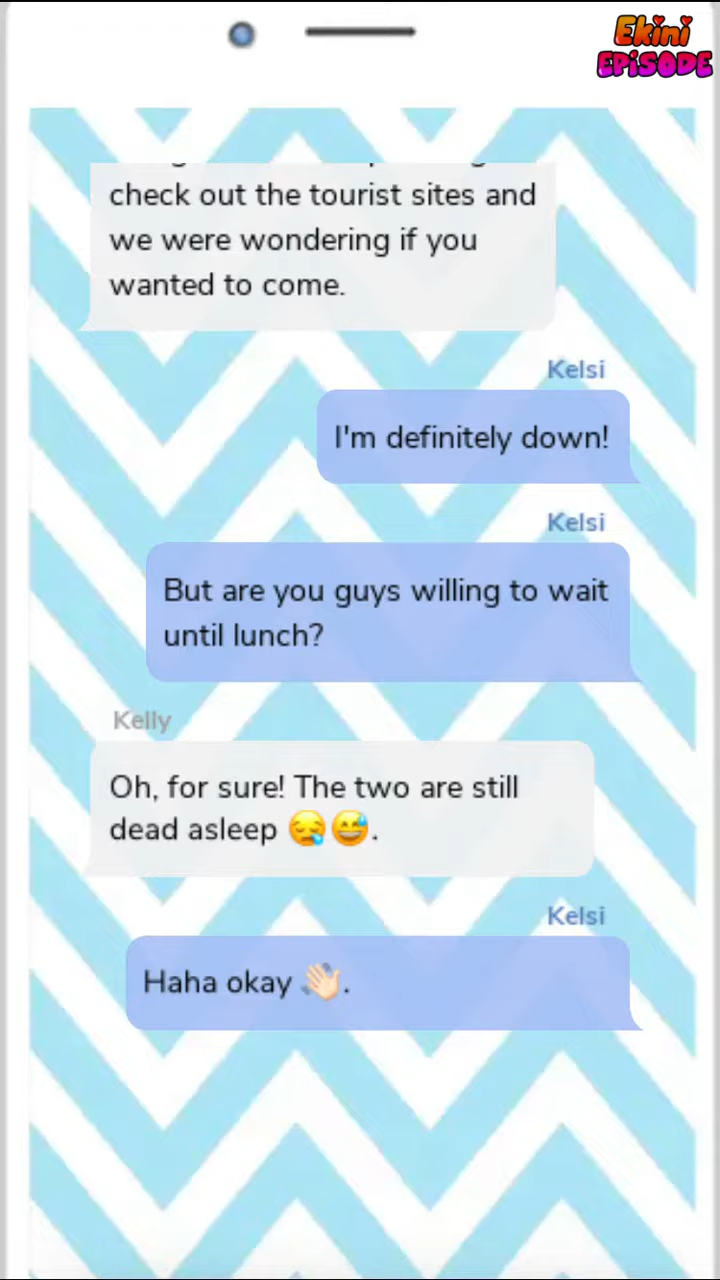 Ekini
EPiSODE
check out the tourist sites and
we were wondering if you
wanted to come.
Kelsi
I'm definitely down!
Kelsi
But are you guys willing to wait
until lunch?
Kelly
Oh, for sure! The two are still
dead asleep 😪😅.
Kelsi
Haha okay 👋🏻.